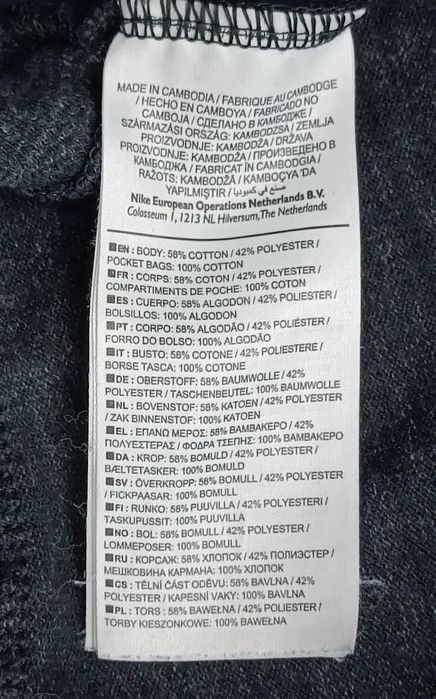 MADE IN CAMBODIA / FABRIQUE AU CAMBODGE
/ HECHO EN CAMBOYA / FABRICADO NO
CAMBOJA / СДЕЛАНО В КАМБОДЖЕ /
SZÁRMAZÁSI ORSZÁG: KAMBODZSA / ZEMLJA
PROIZVODNJE: KAMBODŽA / DRŽAVA
PROIZVODNJE: KAMBODŽA / ПРОИЗВЕДЕНО В
КАМБОДЖА / FABRICAT ÎN CAMBODGIA /
RAŽOTS: KAMBODŽĀ / KAMBOÇYA 'DA
YAPILMIŞTIR / صنع في كمبوديا
Nike European Operations Netherlands B.V.
Colosseum 1, 1213 NL Hilversum, The Netherlands
EN : BODY: 58% COTTON / 42% POLYESTER /
POCKET BAGS: 100% COTTON
FR : CORPS: 58% COTON / 42% POLYESTER /
COMPARTIMENTS DE POCHE: 100% COTON
ES : CUERPO: 58% ALGODON / 42% POLIESTER /
BOLSILLOS: 100% ALGODON
PT : CORPO: 58% ALGODÃO / 42% POLIÉSTER /
FORRO DO BOLSO: 100% ALGODÃO
IT : BUSTO: 58% COTONE / 42% POLIESTERE /
BORSE TASCA: 100% COTONE
DE : OBERSTOFF: 58% BAUMWOLLE / 42%
POLYESTER / TASCHENBEUTEL: 100% BAUMWOLLE
NL : BOVENSTOF: 58% KATOEN / 42% POLYESTER
/ ZAK BINNENSTOF: 100% KATOEN
EL : ΕΠΑΝΩ ΜΕΡΟΣ: 58% ΒΑΜΒΑΚΕΡΟ / 42%
ΠΟΛΥΕΣΤΕΡΑΣ / ΦΟΔΡΑ ΤΣΕΠΗΣ: 100% ΒΑΜΒΑΚΕΡΟ
DA : KROP: 58% BOMULD / 42% POLYESTER /
BÆLTETASKER: 100% BOMULD
SV : ÖVERKROPP: 58% BOMULL / 42% POLYESTER
/ FICKPAASAR: 100% BOMULL
FI : RUNKO: 58% PUUVILLA / 42% POLYESTERI /
TASKUPUSSIT: 100% PUUVILLA
NO : BOL: 58% BOMULL / 42% POLYESTER /
LOMMEPOSER: 100% BOMULL
RU : КОРСАЖ: 58% ХЛОПОК / 42% ПОЛИЭСТЕР /
МЕШКОВИНА КАРМАНА: 100% ХЛОПОК
CS : TĚLNÍ ČÁST ODĚVU: 58% BAVLNA / 42%
POLYESTER / KAPESNÍ VAKY: 100% BAVLNA
PL : TORS : 58% BAWEŁNA / 42% POLIESTER /
TORBY KIESZONKOWE: 100% BAWEŁNA